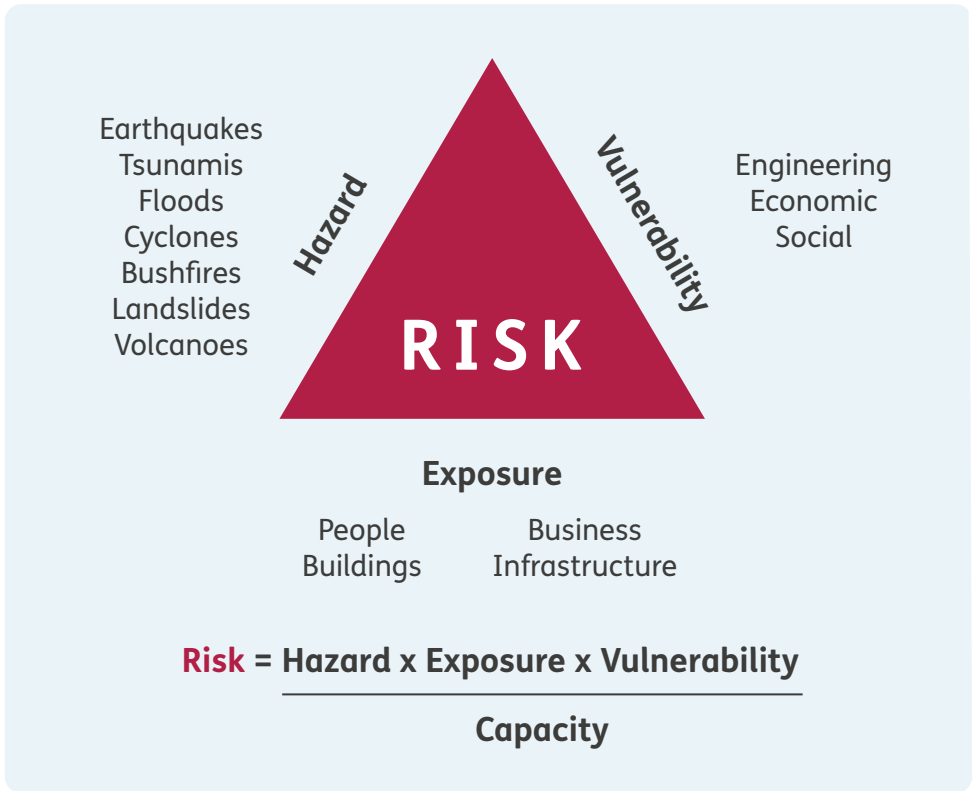 Earthquakes
Tsunamis
Floods
Cyclones
Bushfires
Landslides
Volcanoes
Hazard
RISK
Vulnerability
Engineering
Economic
Social
Exposure
People
Buildings
Business
Infrastructure
Risk = Hazard x Exposure x Vulnerability
Capacity